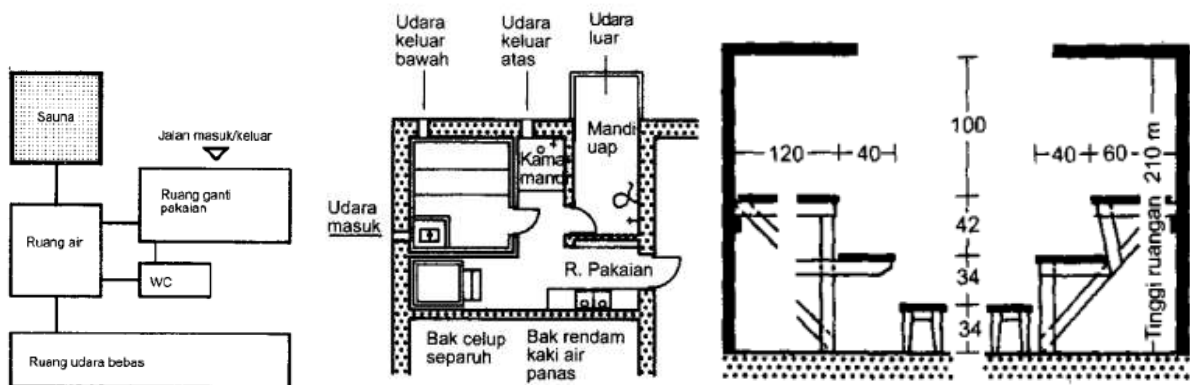 Sauna
Jalan masuk/keluar
Ruang ganti
pakaian
Ruang air
WC
Ruang udara bebas
Udara
keluar
bawah
Udara
keluar
atas
Udara
luar
Mandi
uap
Kama
mand
Udara
masuk
R. Pakaian
Bak celup
separuh
Bak rendam
kaki air
panas
100
120
40
40
60
42
34
34
Tinggi ruangan 210 m